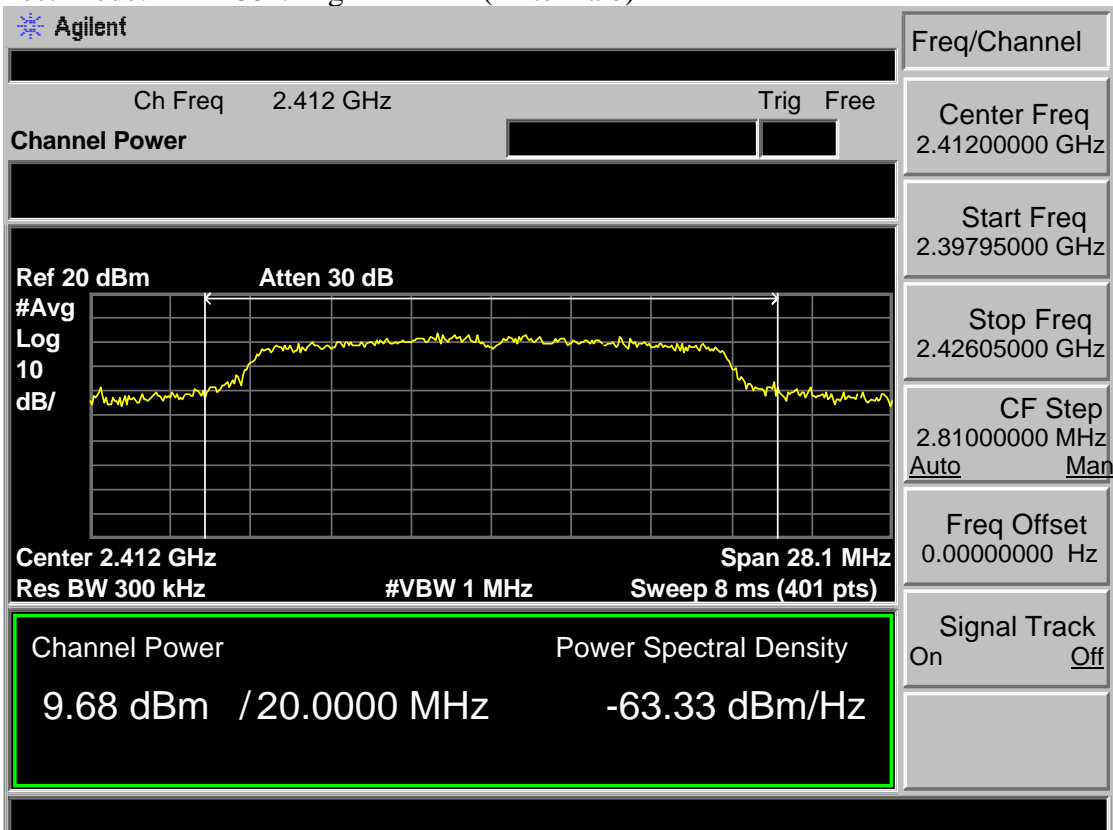 Agilent
Freq/Channel
Ch Freq 2.412 GHz Trig Free
Channel Power
Center Freq
2.41200000 GHz
Start Freq
2.39795000 GHz
Stop Freq
2.42605000 GHz
CF Step
2.81000000 MHz
Auto Man
Freq Offset
0.00000000 Hz
Signal Track
On Off
Ref 20 dBm Atten 30 dB
#Avg
Log
10
dB/
Center 2.412 GHz Span 28.1 MHz
Res BW 300 kHz #VBW 1 MHz Sweep 8 ms (401 pts)
Channel Power Power Spectral Density
9.68 dBm / 20.0000 MHz -63.33 dBm/Hz